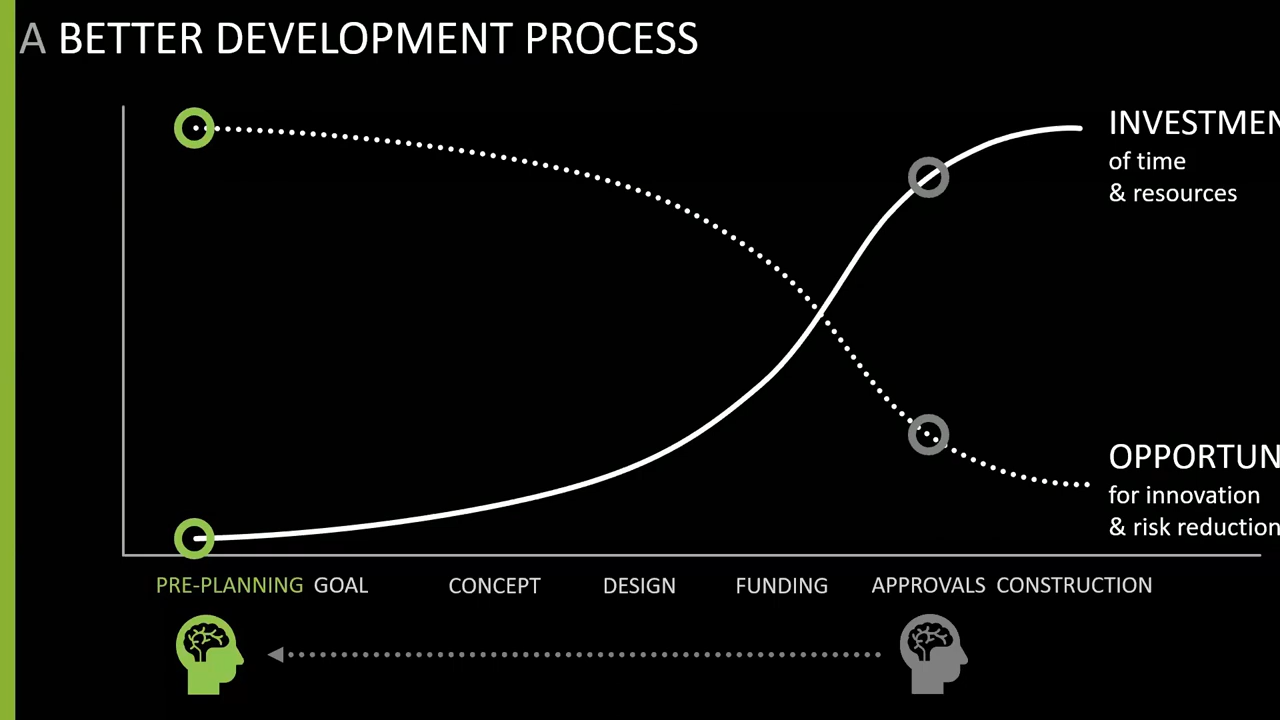 A BETTER DEVELOPMENT PROCESS
INVESTMEN
of time
& resources
OPPORTUN
for innovation
& risk reduction
PRE-PLANNING GOAL CONCEPT DESIGN FUNDING APPROVALS CONSTRUCTION